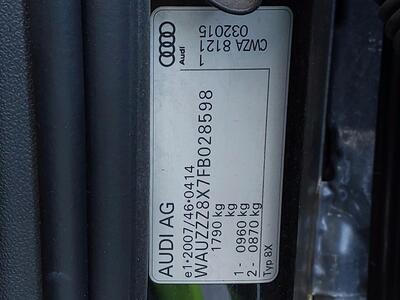 AUDI AG
e1*2007/46*0414
WAUZZZ8X7FB028598
1790 kg
kg
1 - 0960 kg
2 - 0870 kg
Typ 8X
Audi
CWZA 8121
032015
1